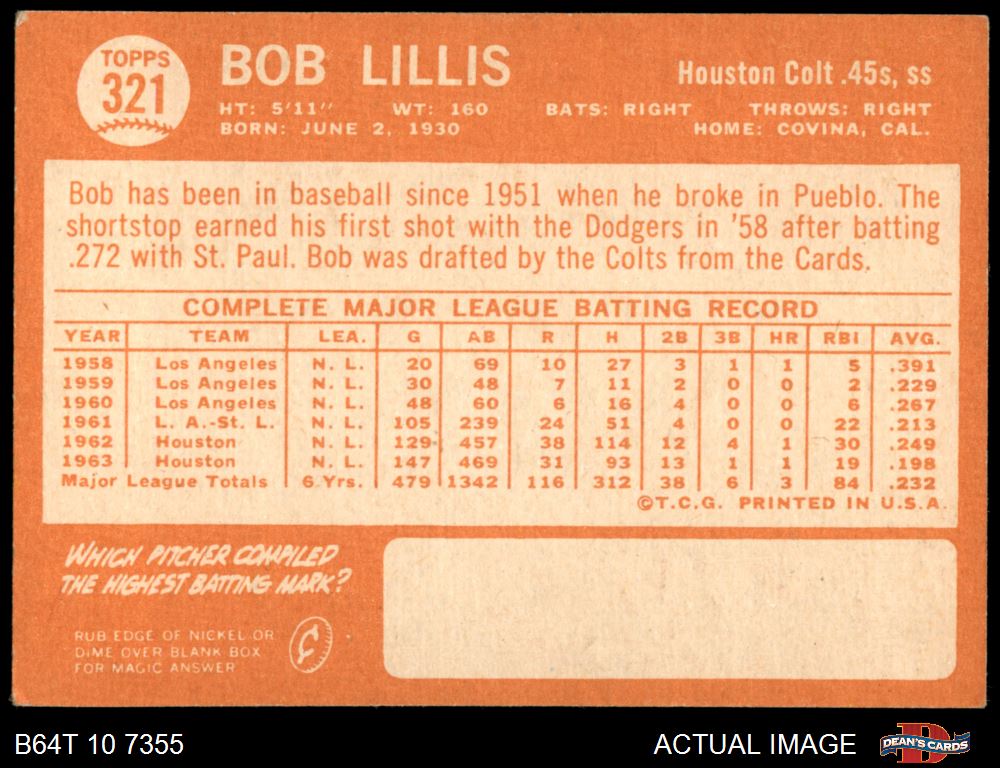 TOPPS
321
BOB LILLIS
Houston Colt .45s, ss
HT: 5'11" WT: 160 BATS: RIGHT THROWS: RIGHT
BORN: JUNE 2, 1930 HOME: COVINA, CAL.
Bob has been in baseball since 1951 when he broke in Pueblo. The
shortstop earned his first shot with the Dodgers in '58 after batting
.272 with St. Paul. Bob was drafted by the Colts from the Cards.
COMPLETE MAJOR LEAGUE BATTING RECORD
YEAR TEAM LEA. G AB R H 2B 3B HR RBI AVG.
1958 Los Angeles N. L. 20 69 10 27 3 1 1 5 .391
1959 Los Angeles N. L. 30 48 7 11 2 0 0 2 .229
1960 Los Angeles N. L. 48 60 6 16 4 0 0 6 .267
1961 L. A.-St. L. N. L. 105 239 24 51 4 0 0 22 .213
1962 Houston N. L. 129 457 38 114 12 4 1 30 .249
1963 Houston N. L. 147 469 31 93 13 1 1 19 .198
Major League Totals 6 Yrs. 479 1342 116 312 38 6 3 84 .232
©T.C.G. PRINTED IN U.S.A.
WHICH PITCHER COMPILED
THE HIGHEST BATTING MARK?
RUB EDGE OF NICKEL OR
DIME OVER BLANK BOX
FOR MAGIC ANSWER
¢
B64T 10 7355
ACTUAL IMAGE
DEAN'S CARDS